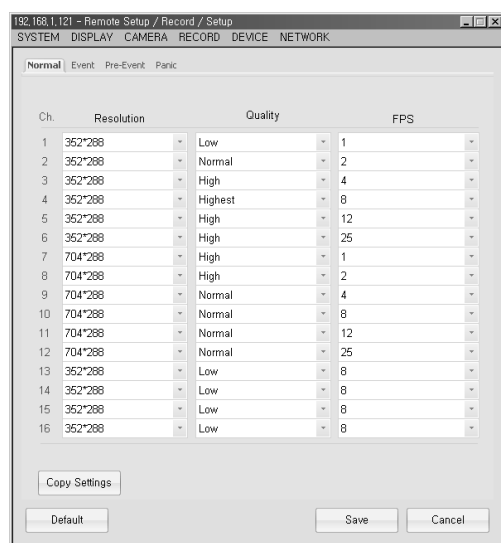 192,168,1,121 - Remote Setup / Record / Setup
SYSTEM DISPLAY CAMERA RECORD DEVICE NETWORK
Normal Event Pre-Event Panic
Ch. Resolution Quality FPS
1 352*288 Low 1
2 352*288 Normal 2
3 352*288 High 4
4 352*288 Highest 8
5 352*288 High 12
6 352*288 High 25
7 704*288 High 1
8 704*288 High 2
9 704*288 Normal 4
10 704*288 Normal 8
11 704*288 Normal 12
12 704*288 Normal 25
13 352*288 Low 8
14 352*288 Low 8
15 352*288 Low 8
16 352*288 Low 8
Copy Settings
Default Save Cancel